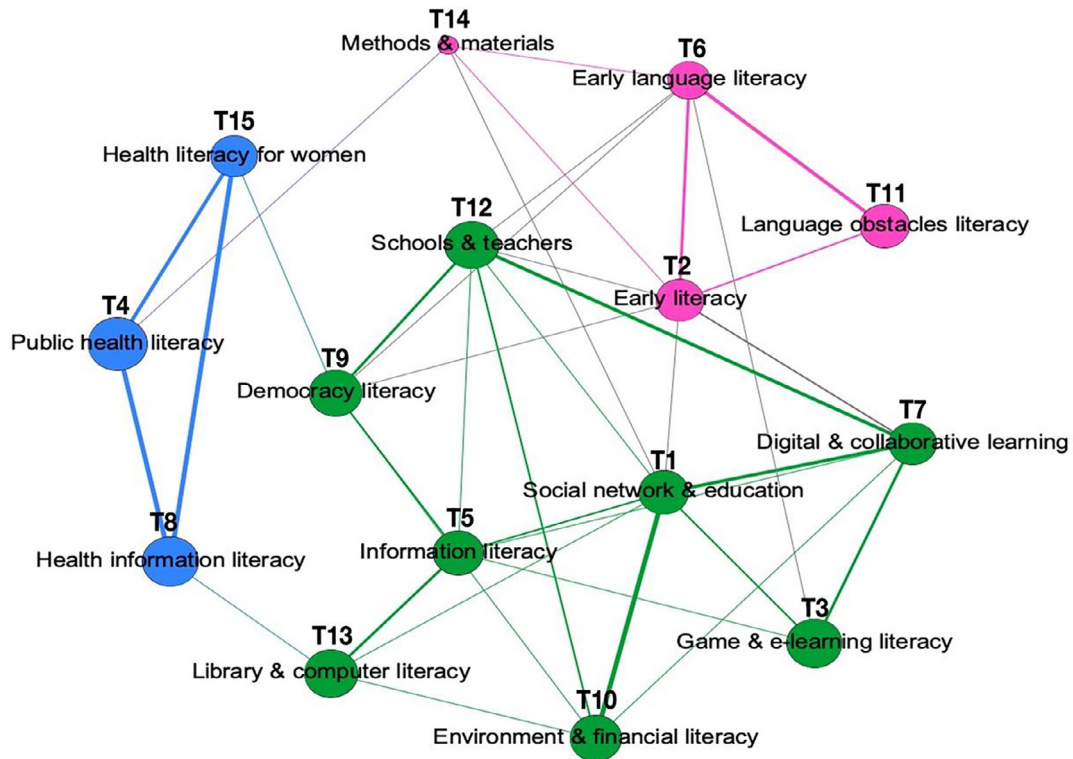 T14
Methods & materials
T6
Early language literacy
T15
Health literacy for women
T11
Language obstacles literacy
T12
Schools & teachers
T2
Early literacy
T4
Public health literacy
T9
Democracy literacy
T7
Digital & collaborative learning
T1
Social network & education
T5
Information literacy
T8
Health information literacy
T3
Game & e-learning literacy
T13
Library & computer literacy
T10
Environment & financial literacy